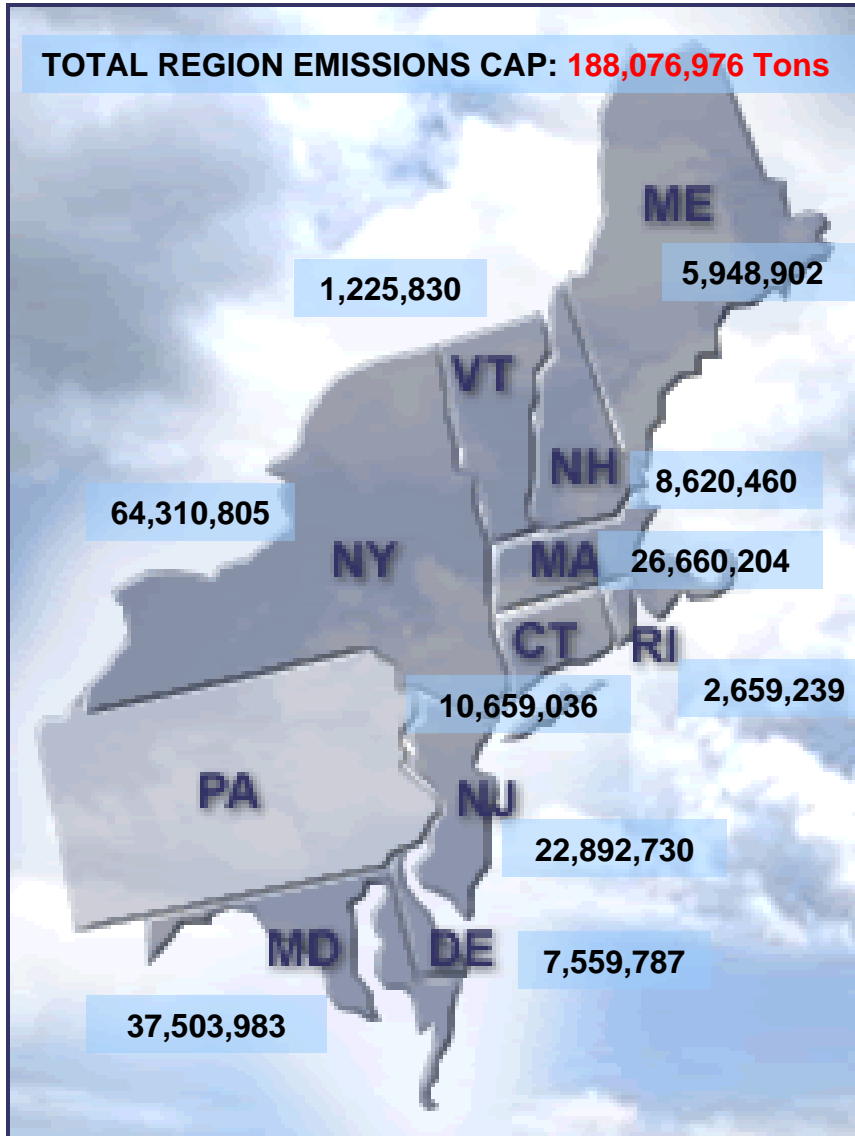 TOTAL REGION EMISSIONS CAP: 188,076,976 Tons
ME
5,948,902
1,225,830
VT
NH
8,620,460
64,310,805
NY
MA
26,660,204
CT
RI
2,659,239
10,659,036
PA
NJ
22,892,730
MD
DE
7,559,787
37,503,983